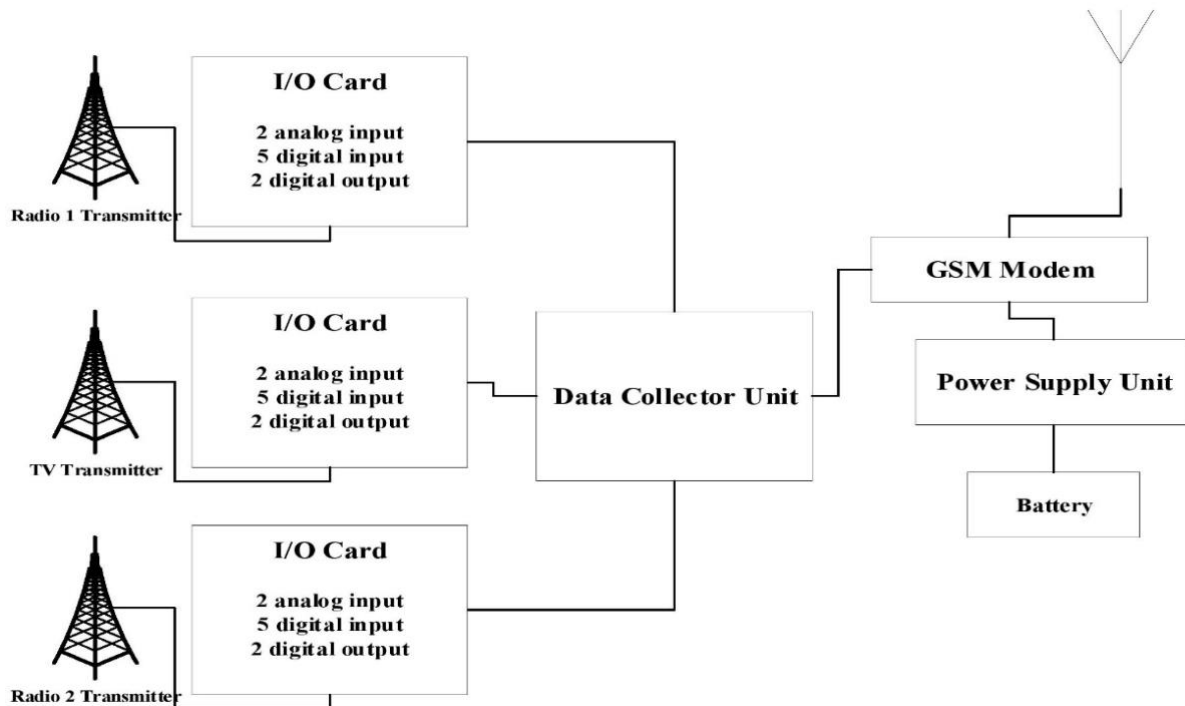 I/O Card
2 analog input
5 digital input
2 digital output
Radio 1 Transmitter
I/O Card
2 analog input
5 digital input
2 digital output
TV Transmitter
I/O Card
2 analog input
5 digital input
2 digital output
Radio 2 Transmitter
Data Collector Unit
GSM Modem
Power Supply Unit
Battery